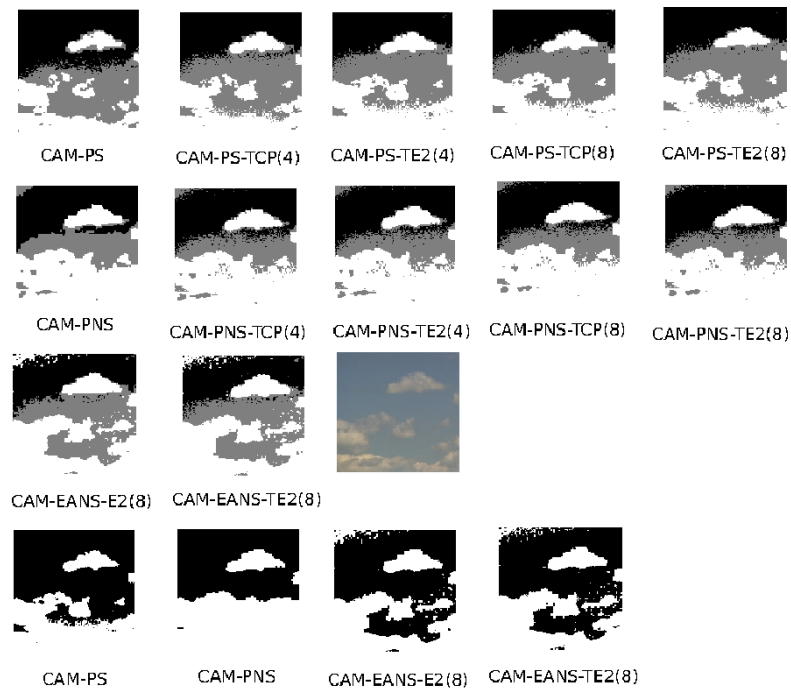 CAM-PS
CAM-PS-TCP(4)
CAM-PS-TE2(4)
CAM-PS-TCP(8)
CAM-PS-TE2(8)
CAM-PNS
CAM-PNS-TCP(4)
CAM-PNS-TE2(4)
CAM-PNS-TCP(8)
CAM-PNS-TE2(8)
CAM-EANS-E2(8)
CAM-EANS-TE2(8)
CAM-PS
CAM-PNS
CAM-EANS-E2(8)
CAM-EANS-TE2(8)